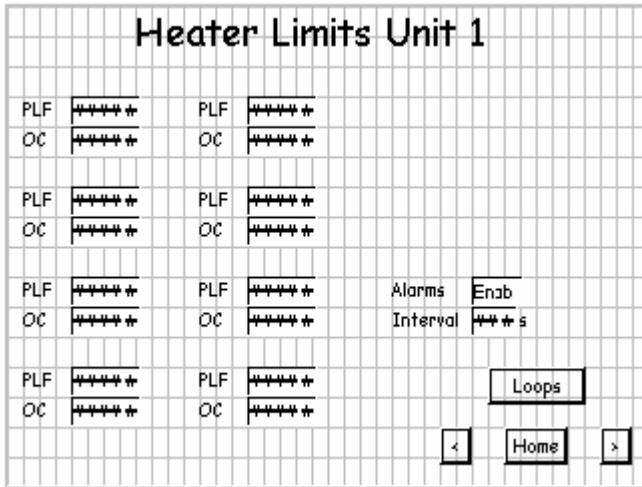 Heater Limits Unit 1
PLF ####.# PLF ####.#
OC ####.# OC ####.#
PLF ####.# PLF ####.#
OC ####.# OC ####.#
PLF ####.# PLF ####.# Alarms Enab
OC ####.# OC ####.# Interval ##.# s
PLF ####.# PLF ####.#
OC ####.# OC ####.#
Loops
< Home >